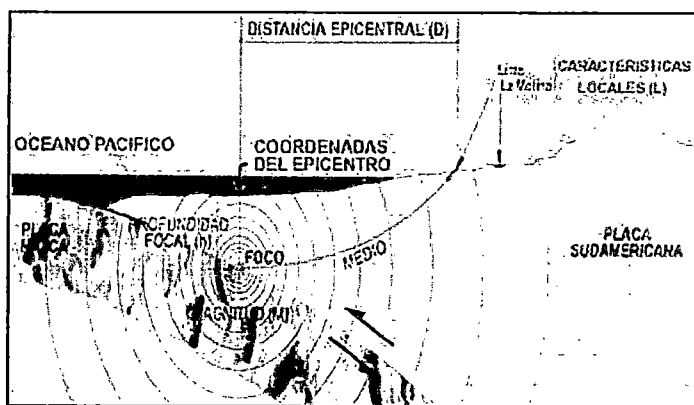 DISTANCIA EPICENTRAL (D)
Lima
La Molina
CARACTERISTICAS
LOCALES (L)
OCEANO PACIFICO
COORDENADAS
DEL EPICENTRO
PROFUNDIDAD
FOCAL (h)
PLACA
NAZCA
FOCO
MEDIO
PLACA
SUDAMERICANA
MAGNITUD (M)